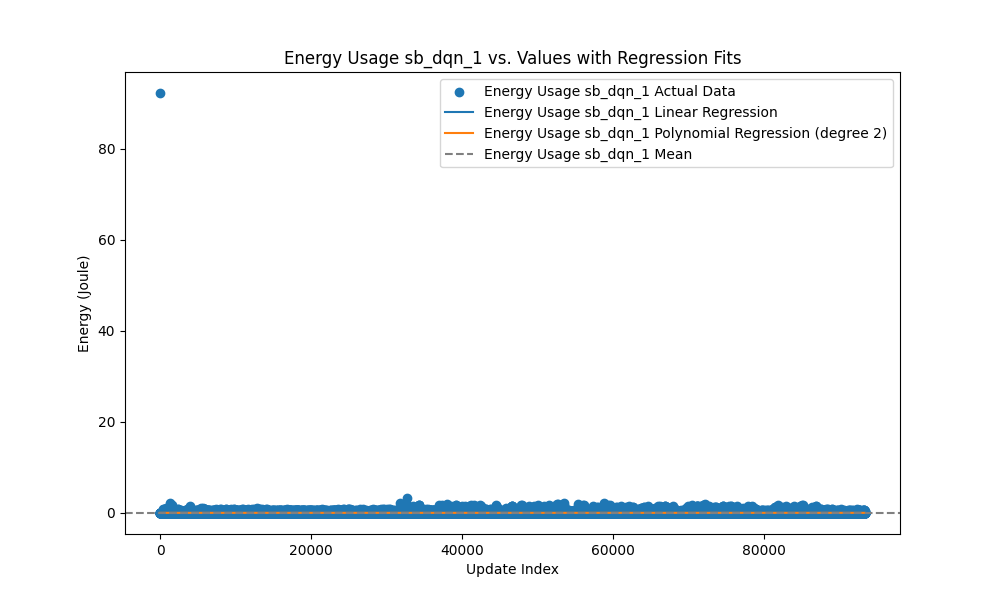 Energy Usage sb_dqn_1 vs. Values with Regression Fits
Energy Usage sb_dqn_1 Actual Data
Energy Usage sb_dqn_1 Linear Regression
Energy Usage sb_dqn_1 Polynomial Regression (degree 2)
Energy Usage sb_dqn_1 Mean
Energy (Joule)
80
60
40
20
0
0 20000 40000 60000 80000
Update Index